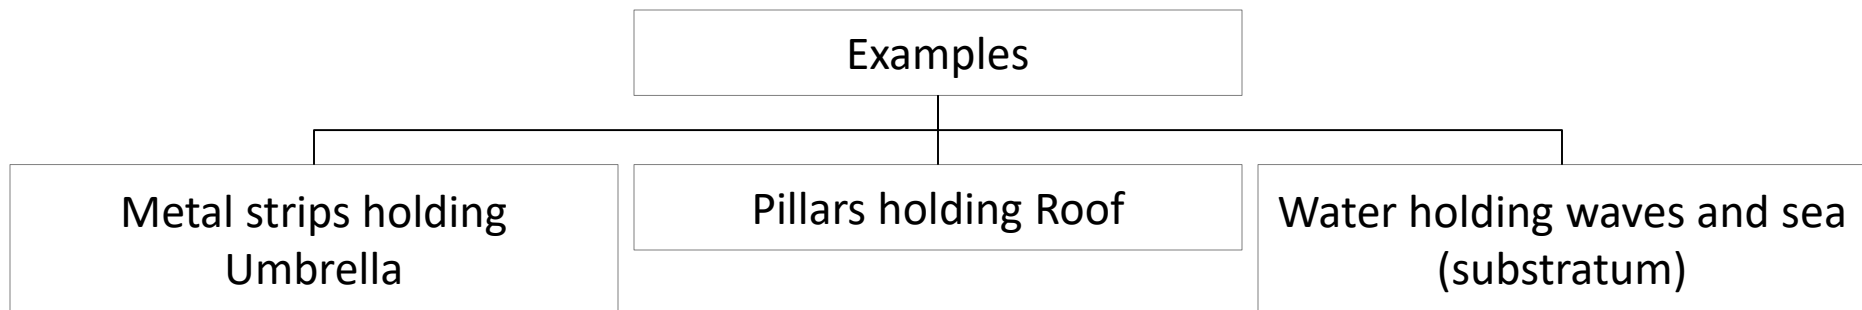 Examples
Metal strips holding
Umbrella
Pillars holding Roof
Water holding waves and sea
(substratum)